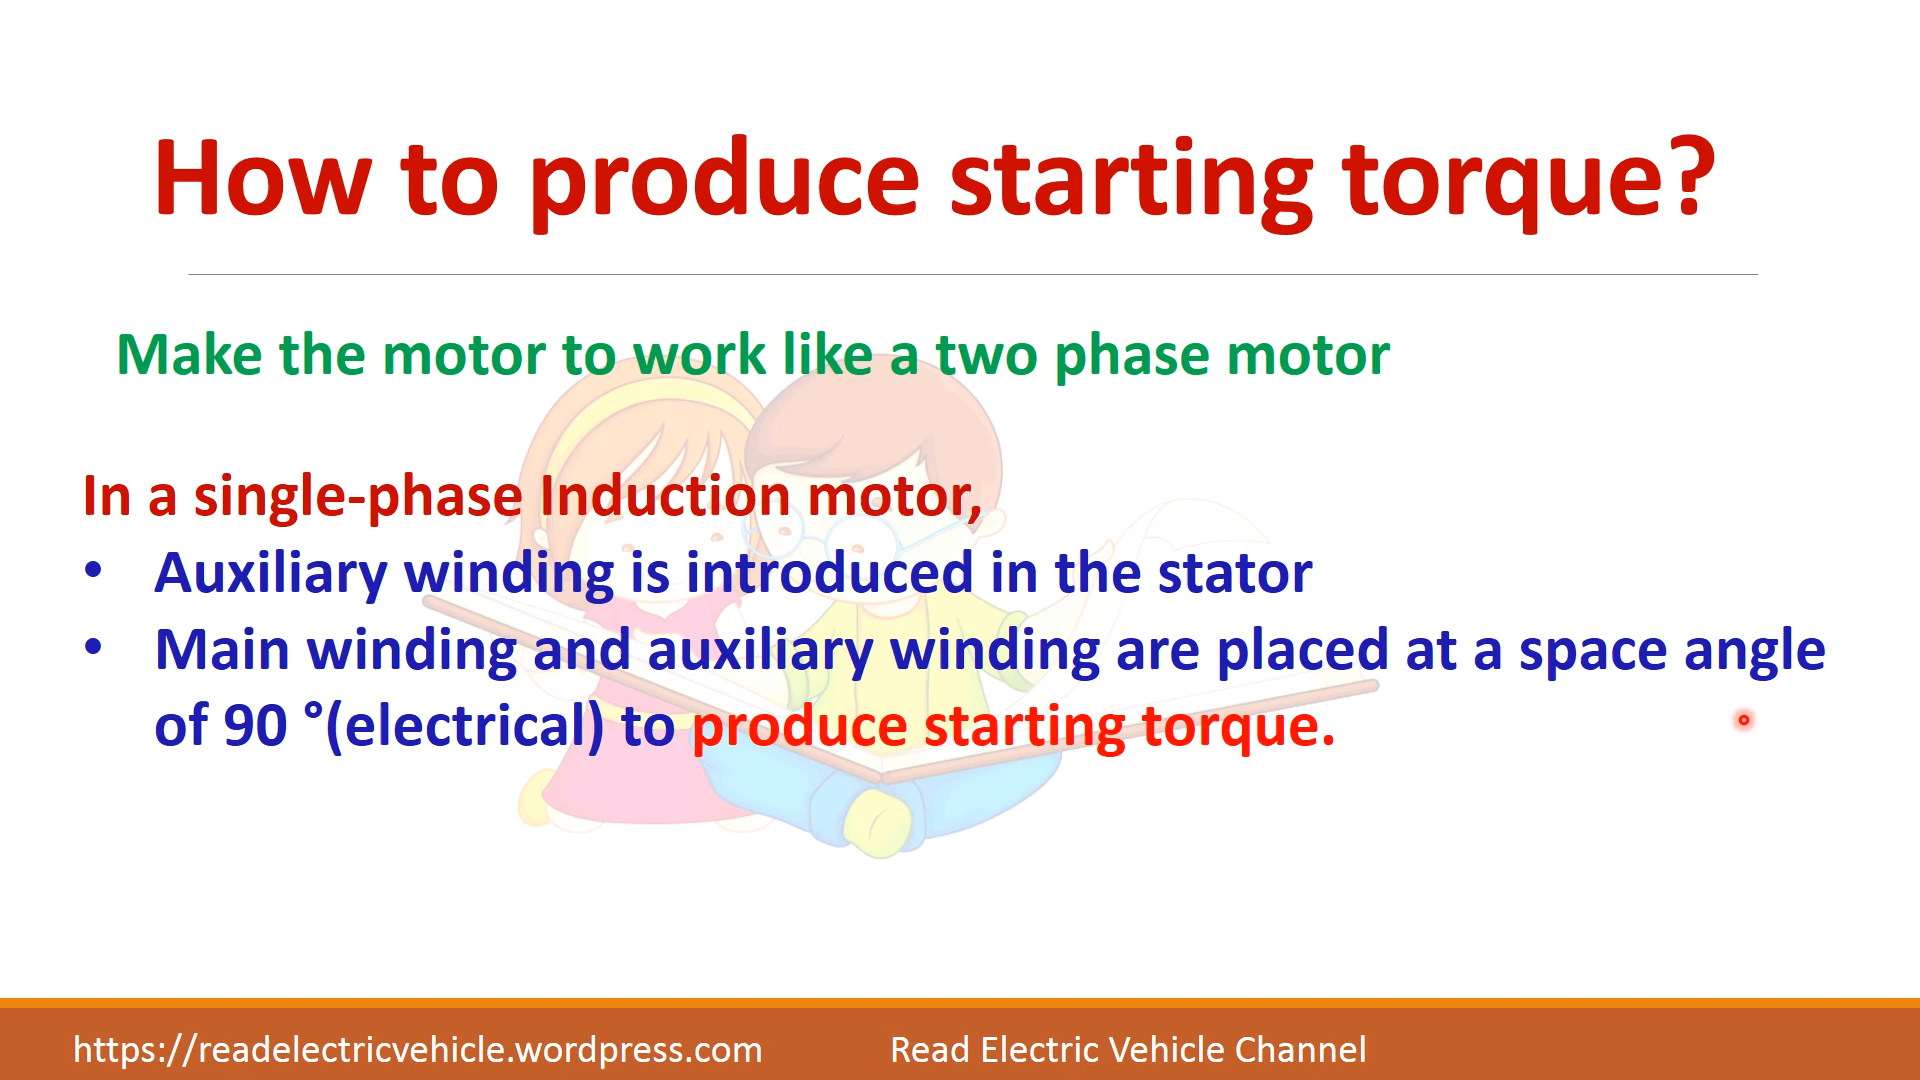 How to produce starting torque?
Make the motor to work like a two phase motor
In a single-phase Induction motor,
• Auxiliary winding is introduced in the stator
• Main winding and auxiliary winding are placed at a space angle
of 90 °(electrical) to produce starting torque.
https://readelectricvehicle.wordpress.com
Read Electric Vehicle Channel